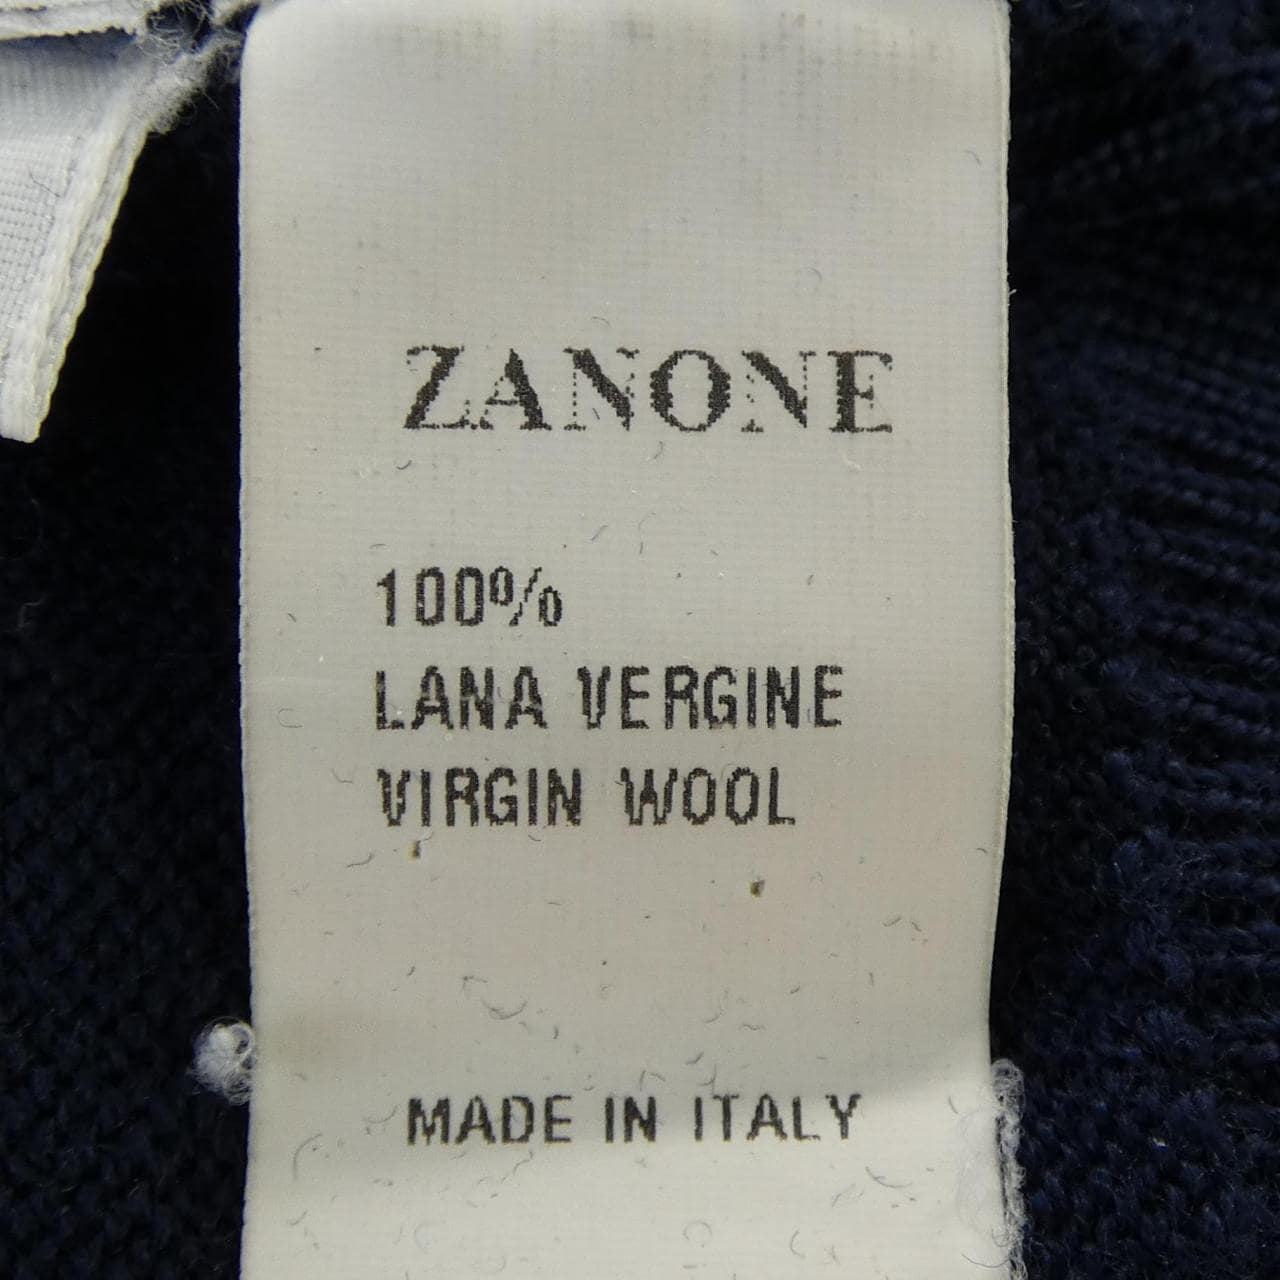 ZANONE
100%
LANA VERGINE
VIRGIN WOOL
MADE IN ITALY